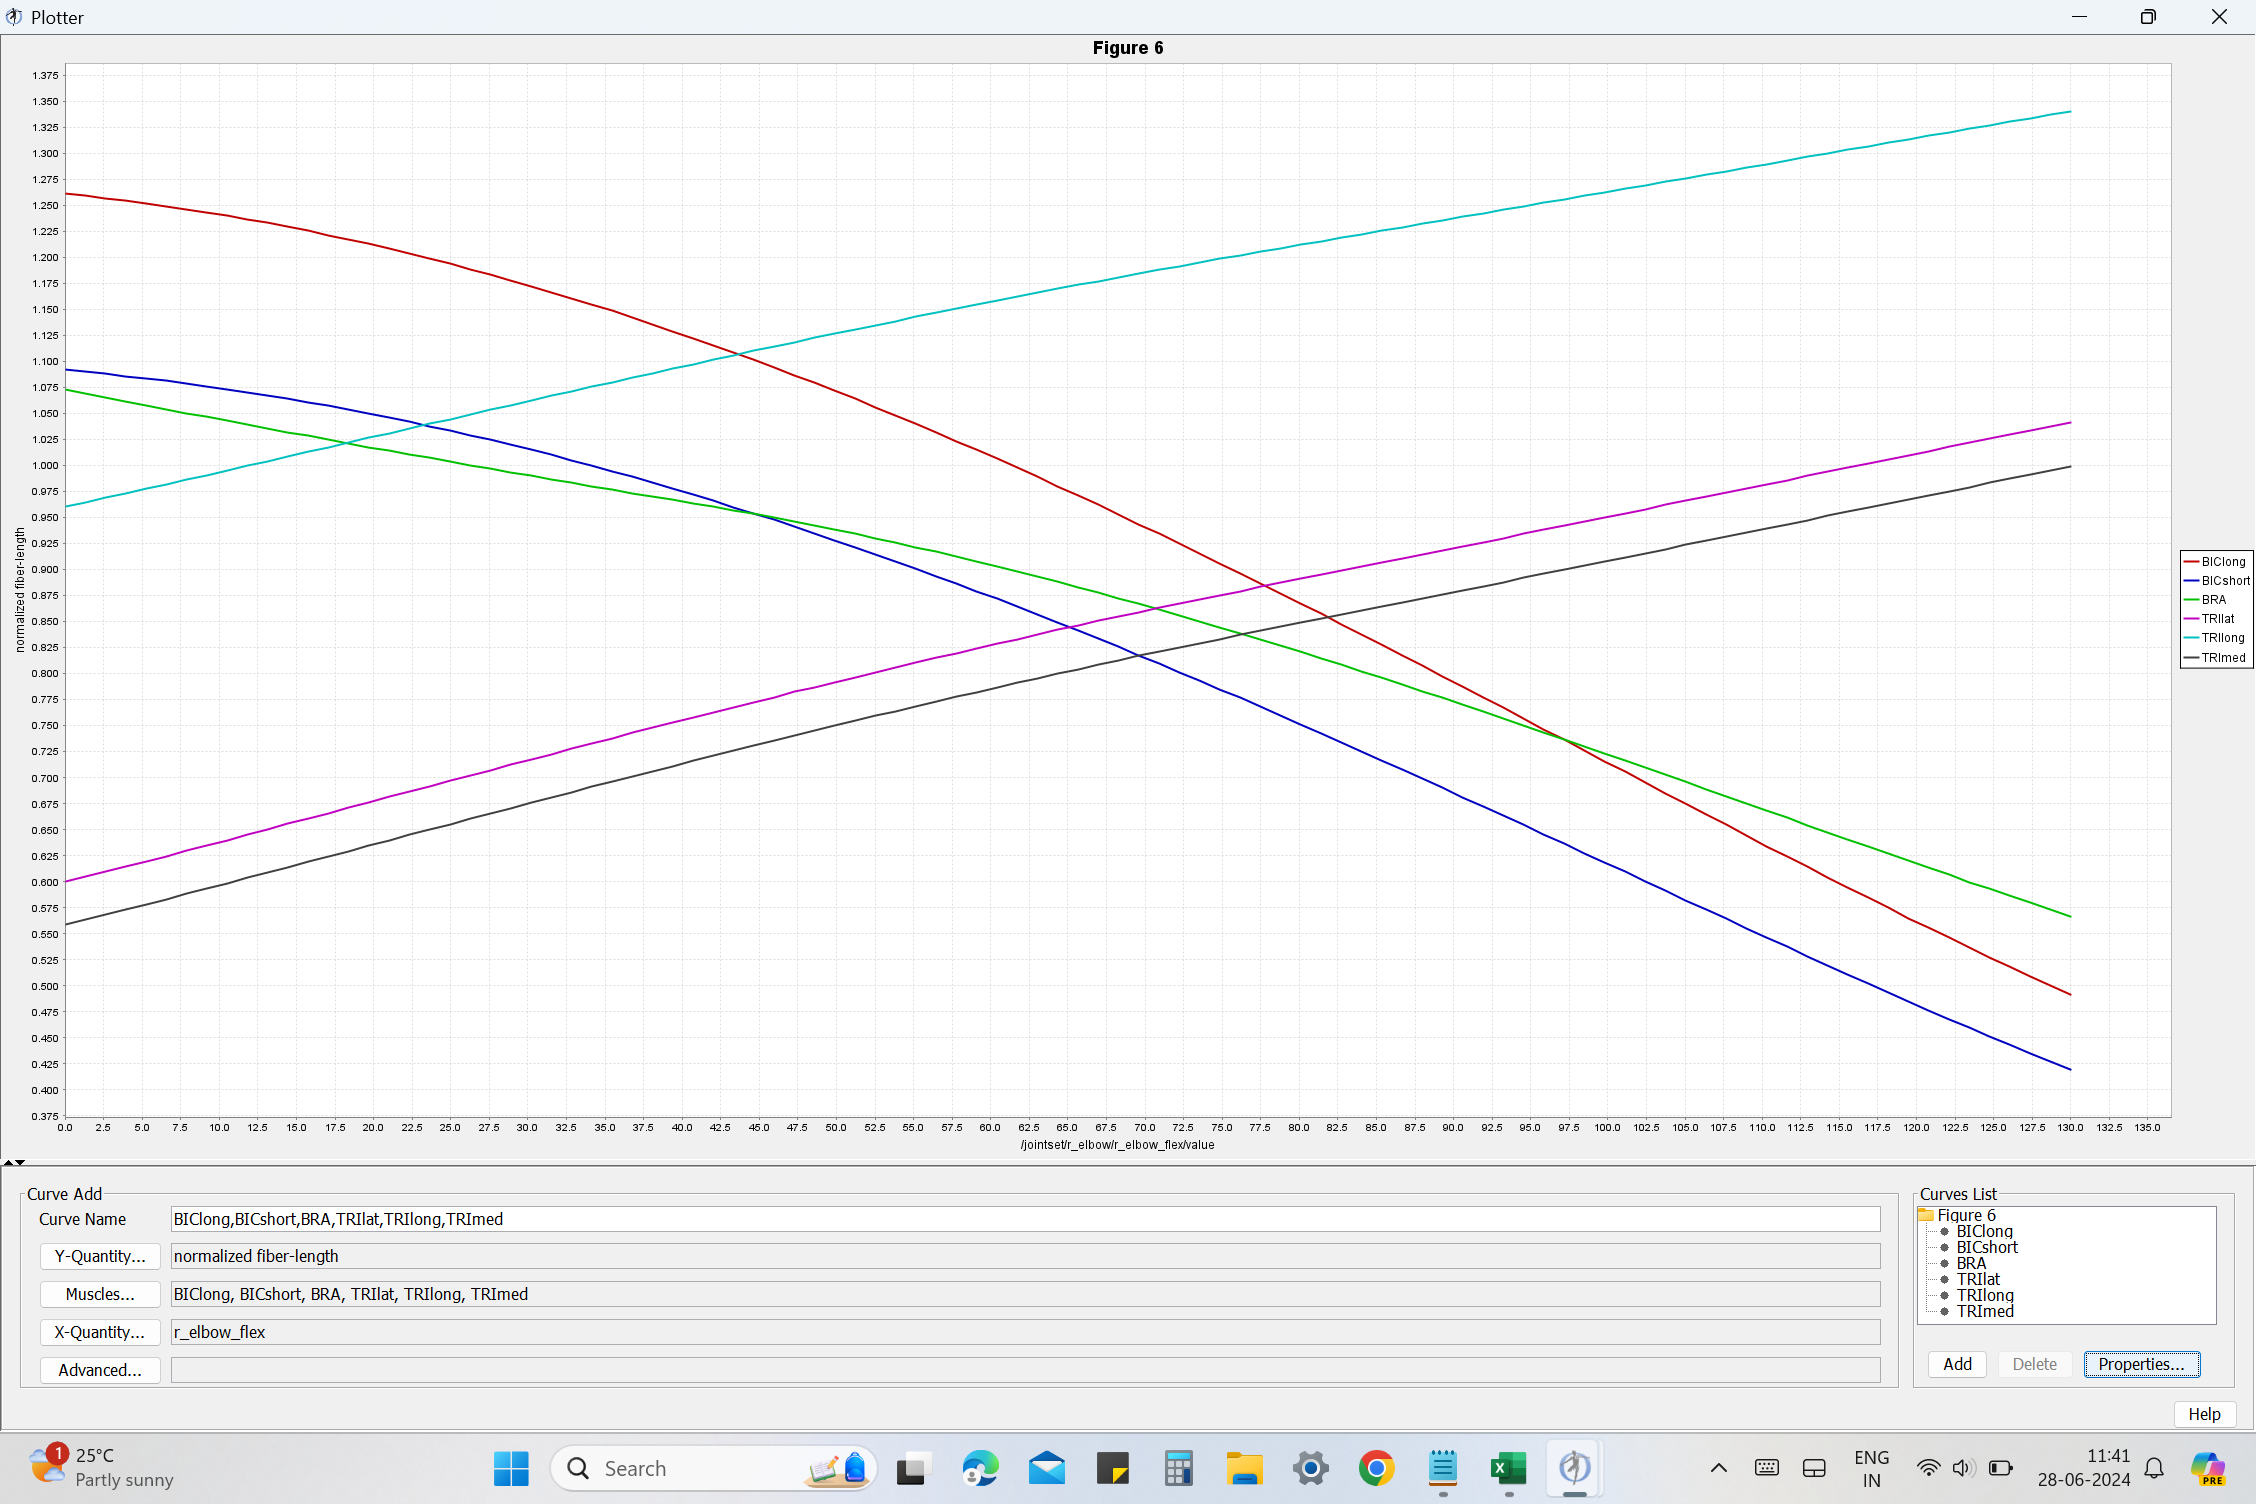 Plotter
Figure 6
1.375
1.350
1.325
1.300
1.275
1.250
1.225
1.200
1.175
1.150
1.125
1.100
1.075
1.050
1.025
1.000
0.975
0.950
0.925
0.900
0.875
0.850
0.825
0.800
0.775
0.750
0.725
0.700
0.675
0.650
0.625
0.600
0.575
0.550
0.525
0.500
0.475
0.450
0.425
0.400
0.375
normalized fiber-length
0.0 2.5 5.0 7.5 10.0 12.5 15.0 17.5 20.0 22.5 25.0 27.5 30.0 32.5 35.0 37.5 40.0 42.5 45.0 47.5 50.0 52.5 55.0 57.5 60.0 62.5 65.0 67.5 70.0 72.5 75.0 77.5 80.0 82.5 85.0 87.5 90.0 92.5 95.0 97.5 100.0 102.5 105.0 107.5 110.0 112.5 115.0 117.5 120.0 122.5 125.0 127.5 130.0 132.5 135.0
/jointset/r_elbow/r_elbow_flex/value
BIClong
BICshort
BRA
TRIlat
TRIlong
TRImed
Curve Add
Curve Name BIClong,BICshort,BRA,TRIlat,TRIlong,TRImed
Y-Quantity... normalized fiber-length
Muscles... BIClong, BICshort, BRA, TRIlat, TRIlong, TRImed
X-Quantity... r_elbow_flex
Advanced...
Curves List
Figure 6
BIClong
BICshort
BRA
TRIlat
TRIlong
TRImed
Add Delete Properties...
Help
1
25°C
Partly sunny
Search
ENG
IN
11:41
28-06-2024
PRE